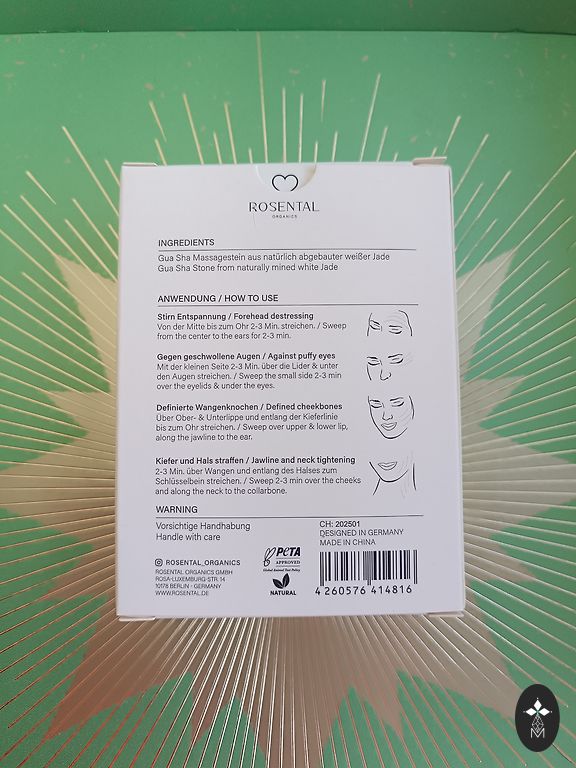 ROSENTAL
ORGANICS
INGREDIENTS
Gua Sha Massagestein aus natürlich abgebauter weißer Jade
Gua Sha Stone from naturally mined white Jade
ANWENDUNG / HOW TO USE
Stirn Entspannung / Forehead destressing
Von der Mitte bis zum Ohr 2-3 Min. streichen. / Sweep
from the center to the ears for 2-3 min.
Gegen geschwollene Augen / Against puffy eyes
Mit der kleinen Seite 2-3 Min. über die Lider & unter
den Augen streichen. / Sweep the small side 2-3 min
over the eyelids & under the eyes.
Definierte Wangenknochen / Defined cheekbones
Über Ober- & Unterlippe und entlang der Kieferlinie
bis zum Ohr streichen. / Sweep over upper & lower lip,
along the jawline to the ear.
Kiefer und Hals straffen / Jawline and neck tightening
2-3 Min. über Wangen und entlang des Halses zum
Schlüsselbein streichen. / Sweep 2-3 min over the cheeks
and along the neck to the collarbone.
WARNING
Vorsichtige Handhabung
Handle with care
CH: 202501
DESIGNED IN GERMANY
MADE IN CHINA
ROSENTAL_ORGANICS
ROSENTAL ORGANICS GMBH
ROSA-LUXEMBURG-STR. 14
10178 BERLIN - GERMANY
WWW.ROSENTAL.DE
PETA
APPROVED
Global Animal Test Policy
NATURAL
4 260576 414816
M